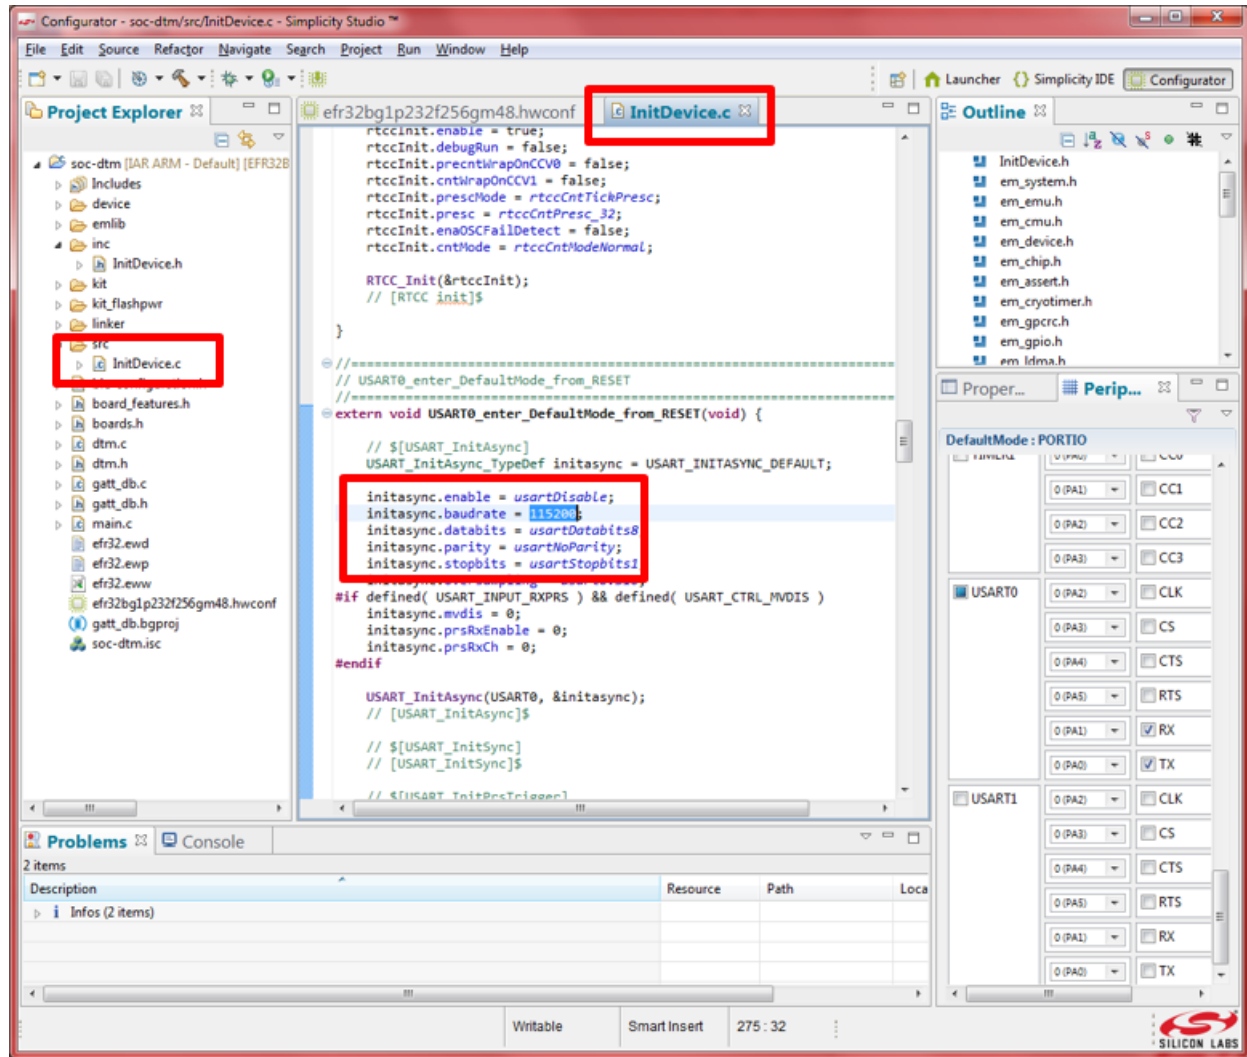 Configurator - soc-dtm/src/InitDevice.c - Simplicity Studio ™
File Edit Source Refactor Navigate Search Project Run Window Help
Launcher Simplicity IDE Configurator
Project Explorer
soc-dtm [IAR ARM - Default] [EFR32B
Includes
device
emlib
inc
InitDevice.h
kit
kit_flashpwr
linker
src
InitDevice.c
board_features.h
boards.h
dtm.c
dtm.h
gatt_db.c
gatt_db.h
main.c
efr32.ewd
efr32.ewp
efr32.eww
efr32bg1p232f256gm48.hwconf
gatt_db.bgproj
soc-dtm.isc
efr32bg1p232f256gm48.hwconf InitDevice.c
rtccInit.enable = true;
rtccInit.debugRun = false;
rtccInit.precntWrapOnCCV0 = false;
rtccInit.cntWrapOnCCV1 = false;
rtccInit.prescMode = rtccCntTickPresc;
rtccInit.presc = rtccCntPresc_32;
rtccInit.enaOSCFailDetect = false;
rtccInit.cntMode = rtccCntModeNormal;
RTCC_Init(&rtccInit);
// [RTCC init]$
}
//================================================================
// USART0_enter_DefaultMode_from_RESET
//================================================================
extern void USART0_enter_DefaultMode_from_RESET(void) {
// $[USART_InitAsync]
USART_InitAsync_TypeDef initasync = USART_INITASYNC_DEFAULT;
initasync.enable = usartDisable;
initasync.baudrate = 115200;
initasync.databits = usartDatabits8
initasync.parity = usartNoParity;
initasync.stopbits = usartStopbits1
#if defined( USART_INPUT_RXPRS ) && defined( USART_CTRL_MVDIS )
initasync.mvdis = 0;
initasync.prsRxEnable = 0;
initasync.prsRxCh = 0;
#endif
USART_InitAsync(USART0, &initasync);
// [USART_InitAsync]$
// $[USART_InitSync]
// [USART_InitSync]$
// $[USART_InitPrsTrigger]
Outline
InitDevice.h
em_system.h
em_emu.h
em_cmu.h
em_device.h
em_chip.h
em_assert.h
em_cryotimer.h
em_gpcrc.h
em_gpio.h
em_ldma.h
Proper... Perip...
DefaultMode : PORTIO
TIMER1 0 (PA0) CC0
0 (PA1) CC1
0 (PA2) CC2
0 (PA3) CC3
USART0 0 (PA2) CLK
0 (PA3) CS
0 (PA4) CTS
0 (PA5) RTS
0 (PA1) RX
0 (PA0) TX
USART1 0 (PA2) CLK
0 (PA3) CS
0 (PA4) CTS
0 (PA5) RTS
0 (PA1) RX
0 (PA0) TX
Problems Console
2 items
Description Resource Path Loca
Infos (2 items)
Writable Smart Insert 275 : 32
SILICON LABS